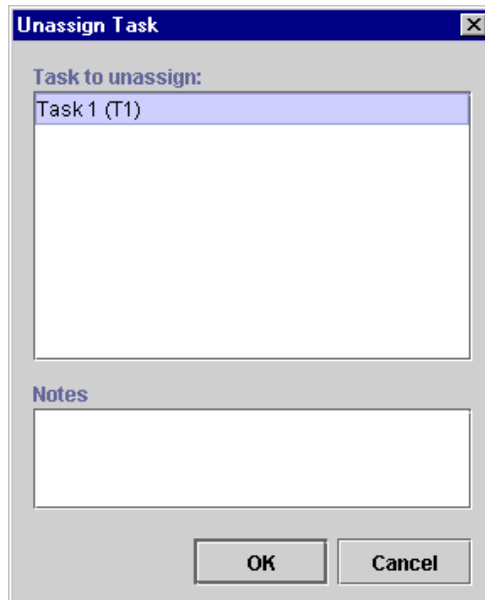 Unassign Task
Task to unassign:
Task 1 (T1)
Notes
OK Cancel